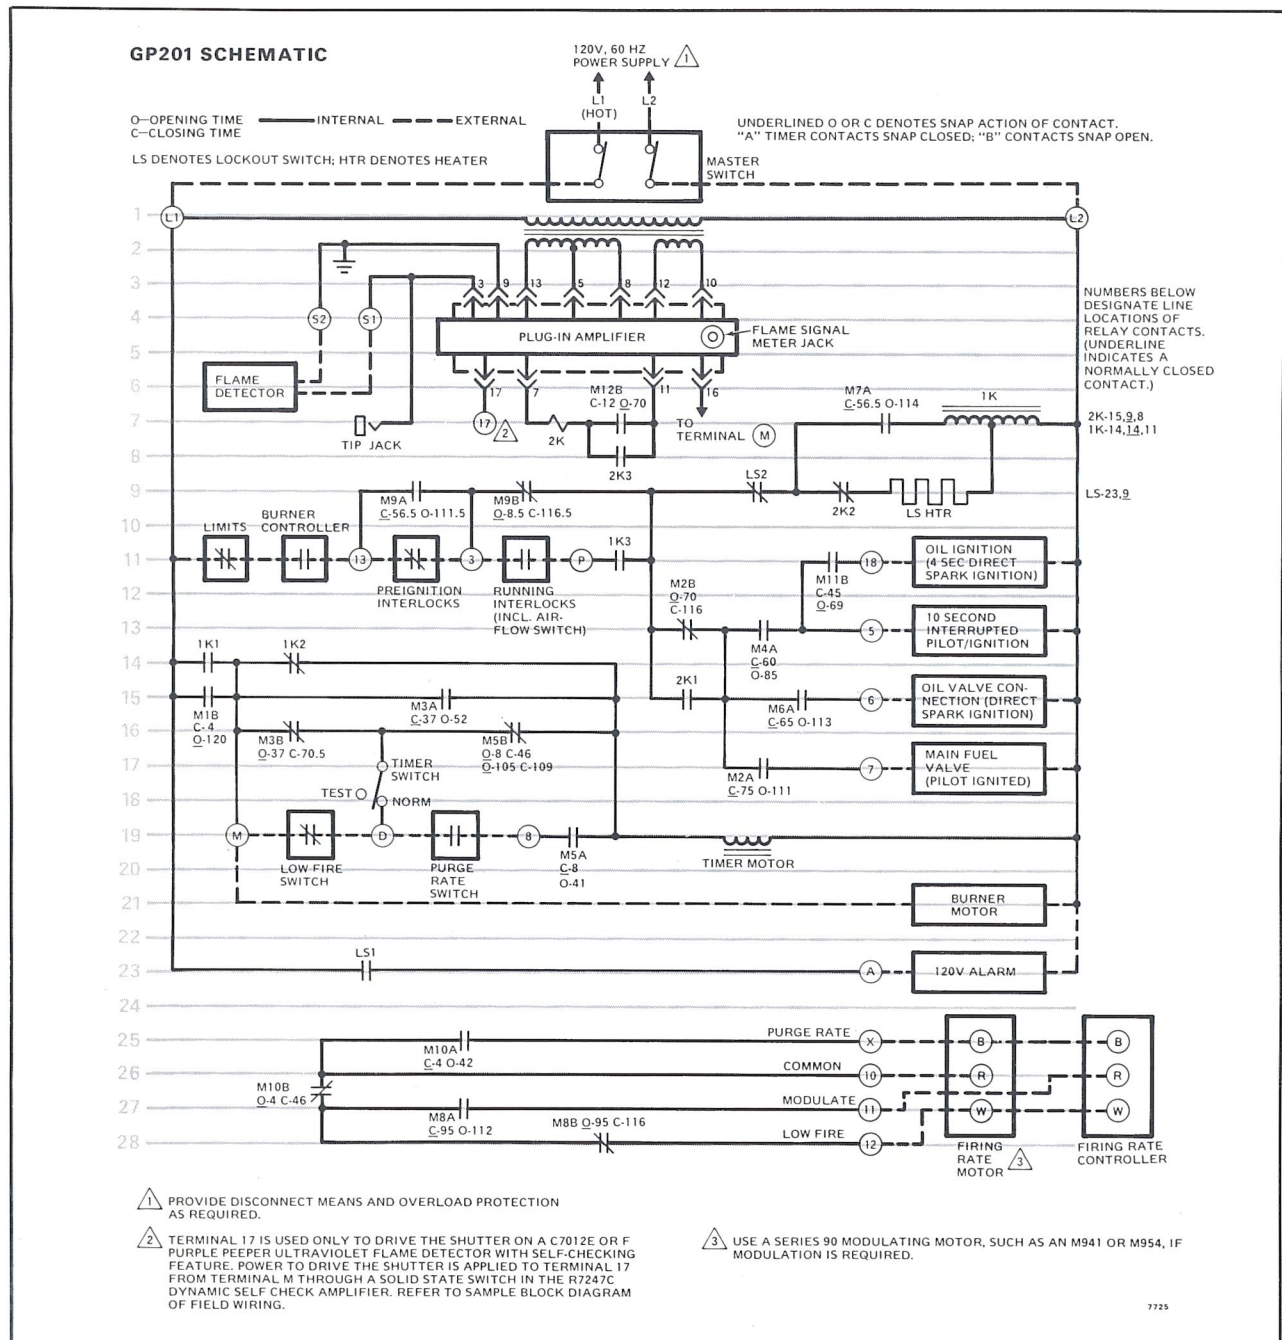 GP201 SCHEMATIC
120V, 60 HZ
POWER SUPPLY 1
L1
(HOT)
L2
O—OPENING TIME
C—CLOSING TIME
INTERNAL
EXTERNAL
LS DENOTES LOCKOUT SWITCH; HTR DENOTES HEATER
UNDERLINED O OR C DENOTES SNAP ACTION OF CONTACT.
"A" TIMER CONTACTS SNAP CLOSED; "B" CONTACTS SNAP OPEN.
MASTER
SWITCH
1
L1
L2
2
3
3 9 13 5 8 12 10
NUMBERS BELOW
DESIGNATE LINE
LOCATIONS OF
RELAY CONTACTS.
(UNDERLINE
INDICATES A
NORMALLY CLOSED
CONTACT.)
4
S2
S1
PLUG-IN AMPLIFIER
FLAME SIGNAL
METER JACK
5
6
FLAME
DETECTOR
17
7
M12B
C-12 O-70
11
16
M7A
C-56.5 O-114
1K
7
TIP JACK
17
2
2K
TO
TERMINAL M
2K-15,9,8
1K-14,14,11
8
2K3
9
M9A
C-56.5 O-111.5
M9B
O-8.5 C-116.5
LS2
2K2
LS HTR
LS-23,9
10
LIMITS
BURNER
CONTROLLER
11
13
3
P
1K3
18
OIL IGNITION
(4 SEC DIRECT
SPARK IGNITION)
PREIGNITION
INTERLOCKS
RUNNING
INTERLOCKS
(INCL. AIR-
FLOW SWITCH)
M2B
O-70
C-116
M11B
C-45
O-69
12
13
M4A
C-60
O-85
5
10 SECOND
INTERRUPTED
PILOT/IGNITION
14
1K1
1K2
15
M1B
C-4
O-120
M3A
C-37 O-52
2K1
M6A
C-65 O-113
6
OIL VALVE CON-
NECTION (DIRECT
SPARK IGNITION)
16
M3B
O-37 C-70.5
M5B
O-8 C-46
O-105 C-109
17
TIMER
SWITCH
M2A
C-75 O-111
7
MAIN FUEL
VALVE
(PILOT IGNITED)
18
TEST
NORM
19
M
D
8
M5A
C-8
O-41
TIMER MOTOR
20
LOW FIRE
SWITCH
PURGE
RATE
SWITCH
21
BURNER
MOTOR
22
23
LS1
A
120V ALARM
24
25
M10A
C-4 O-42
PURGE RATE
X
B
B
26
COMMON
10
R
R
M10B
O-4 C-46
27
M8A
C-95 O-112
MODULATE
11
W
W
28
M8B O-95 C-116
LOW FIRE
12
FIRING
RATE
MOTOR 3
FIRING RATE
CONTROLLER
1 PROVIDE DISCONNECT MEANS AND OVERLOAD PROTECTION
AS REQUIRED.
2 TERMINAL 17 IS USED ONLY TO DRIVE THE SHUTTER ON A C7012E OR F
PURPLE PEEPER ULTRAVIOLET FLAME DETECTOR WITH SELF-CHECKING
FEATURE. POWER TO DRIVE THE SHUTTER IS APPLIED TO TERMINAL 17
FROM TERMINAL M THROUGH A SOLID STATE SWITCH IN THE R7247C
DYNAMIC SELF CHECK AMPLIFIER. REFER TO SAMPLE BLOCK DIAGRAM
OF FIELD WIRING.
3 USE A SERIES 90 MODULATING MOTOR, SUCH AS AN M941 OR M954, IF
MODULATION IS REQUIRED.
7725